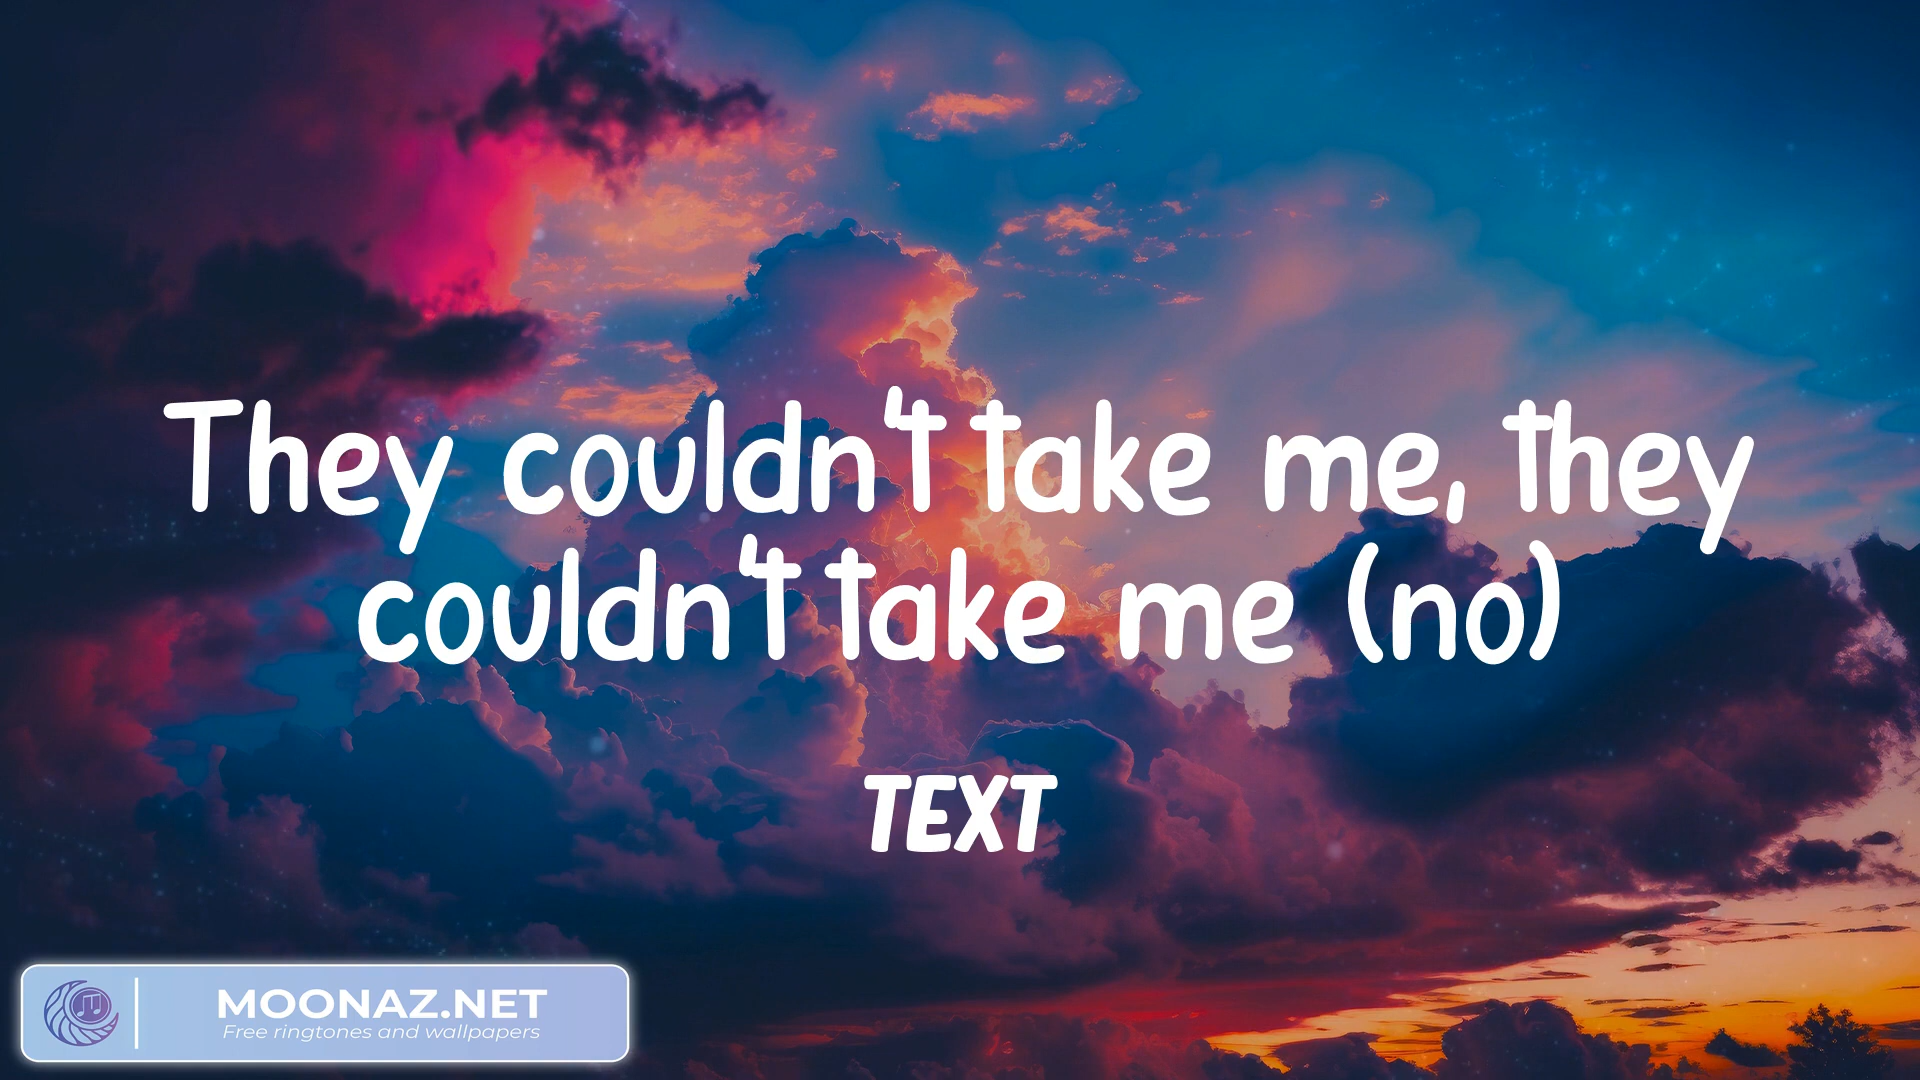 They couldn't take me, they
couldn't take me (no)
TEXT
MOONAZ.NET
Free ringtones and wallpapers